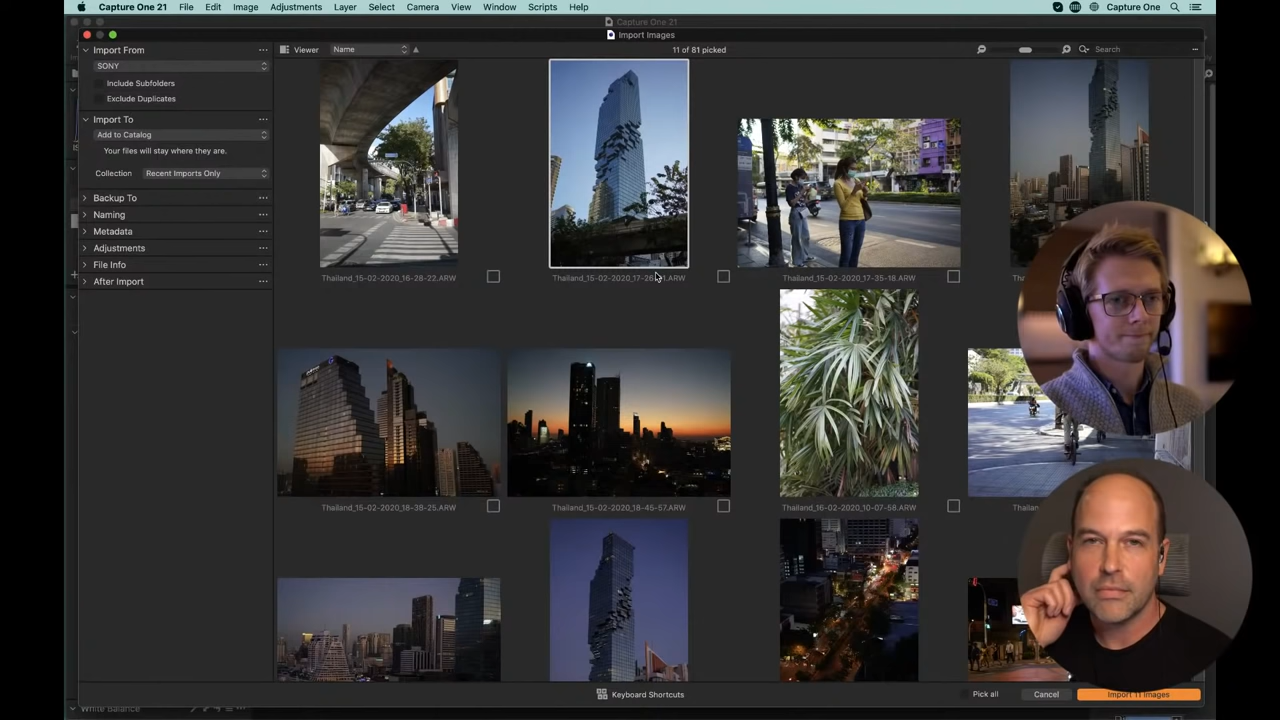 Capture One 21 File Edit Image Adjustments Layer Select Camera View Window Scripts Help Capture One
Capture One 21
Import Images
Import From
Viewer Name 11 of 81 picked Search
SONY
Include Subfolders
Exclude Duplicates
Import To
Add to Catalog
Your files will stay where they are.
Collection Recent Imports Only
Backup To
Naming
Metadata
Adjustments
File Info
After Import
Thailand_15-02-2020_16-28-22.ARW
Thailand_15-02-2020_17-35-18.ARW
Thailand_15-02-2020_18-38-25.ARW
Thailand_15-02-2020_18-45-57.ARW
Thailand_16-02-2020_10-07-58.ARW
Keyboard Shortcuts
Pick all Cancel Import 11 Images
White Balance